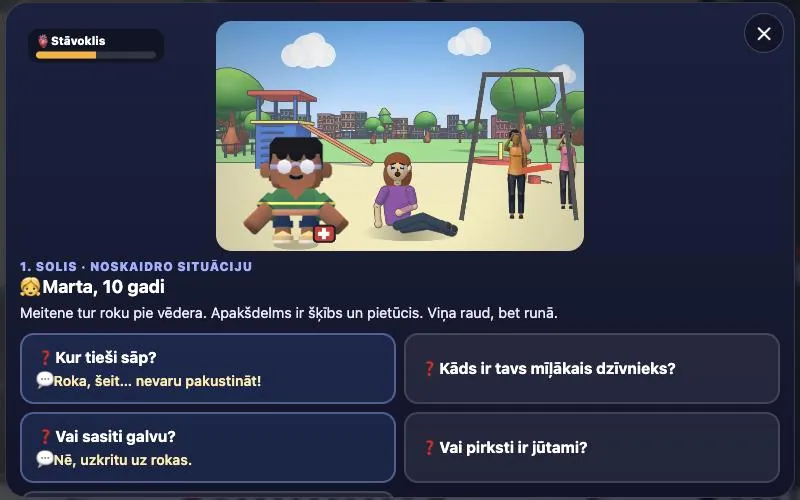 Stāvoklis
1. SOLIS · NOSKAIDRO SITUĀCIJU
Marta, 10 gadi
Meitene tur roku pie vēdera. Apakšdelms ir šķībs un pietūcis. Viņa raud, bet runā.
Kur tieši sāp?
Roka, šeit... nevaru pakustināt!
Kāds ir tavs mīļākais dzīvnieks?
Vai sasiti galvu?
Nē, uzkritu uz rokas.
Vai pirksti ir jūtami?